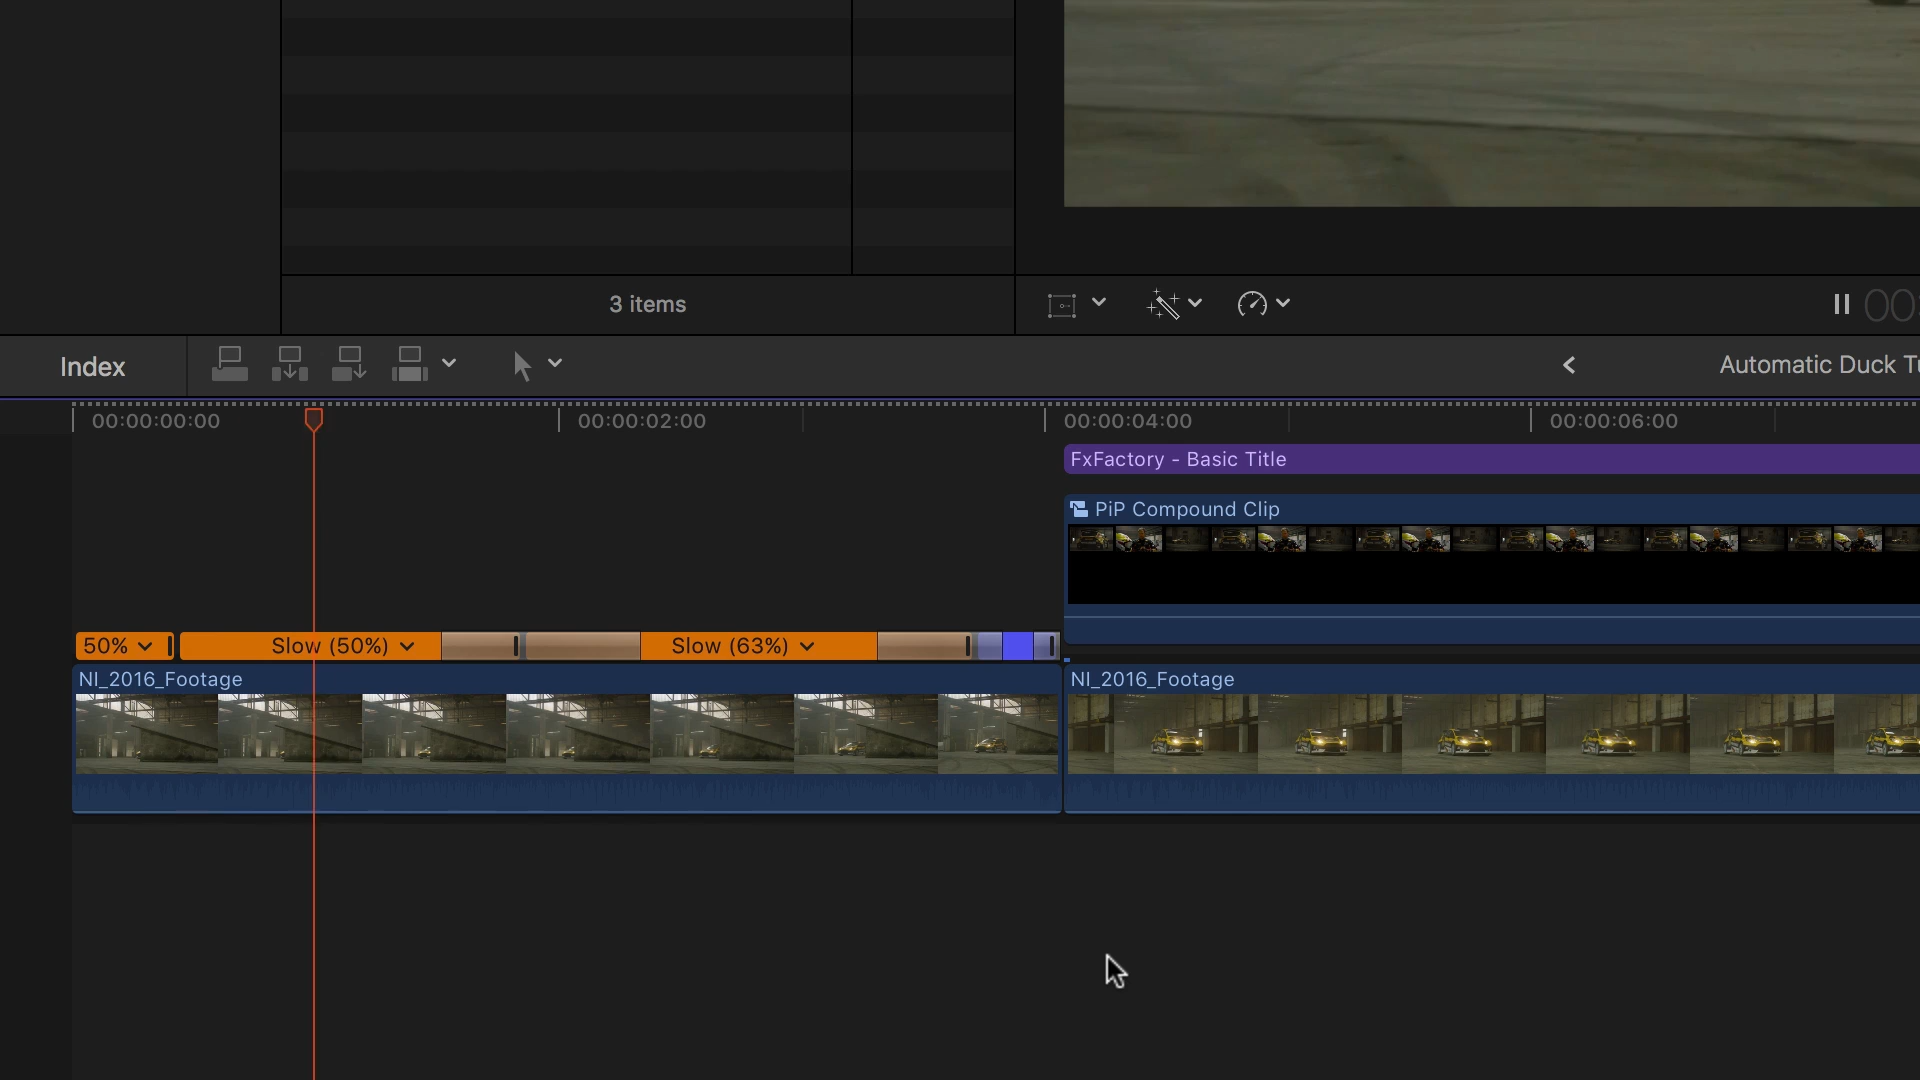 3 items
00:
Index
Automatic Duck
00:00:00:00
00:00:02:00
00:00:04:00
00:00:06:00
FxFactory - Basic Title
PiP Compound Clip
50%
Slow (50%)
Slow (63%)
NI_2016_Footage
NI_2016_Footage